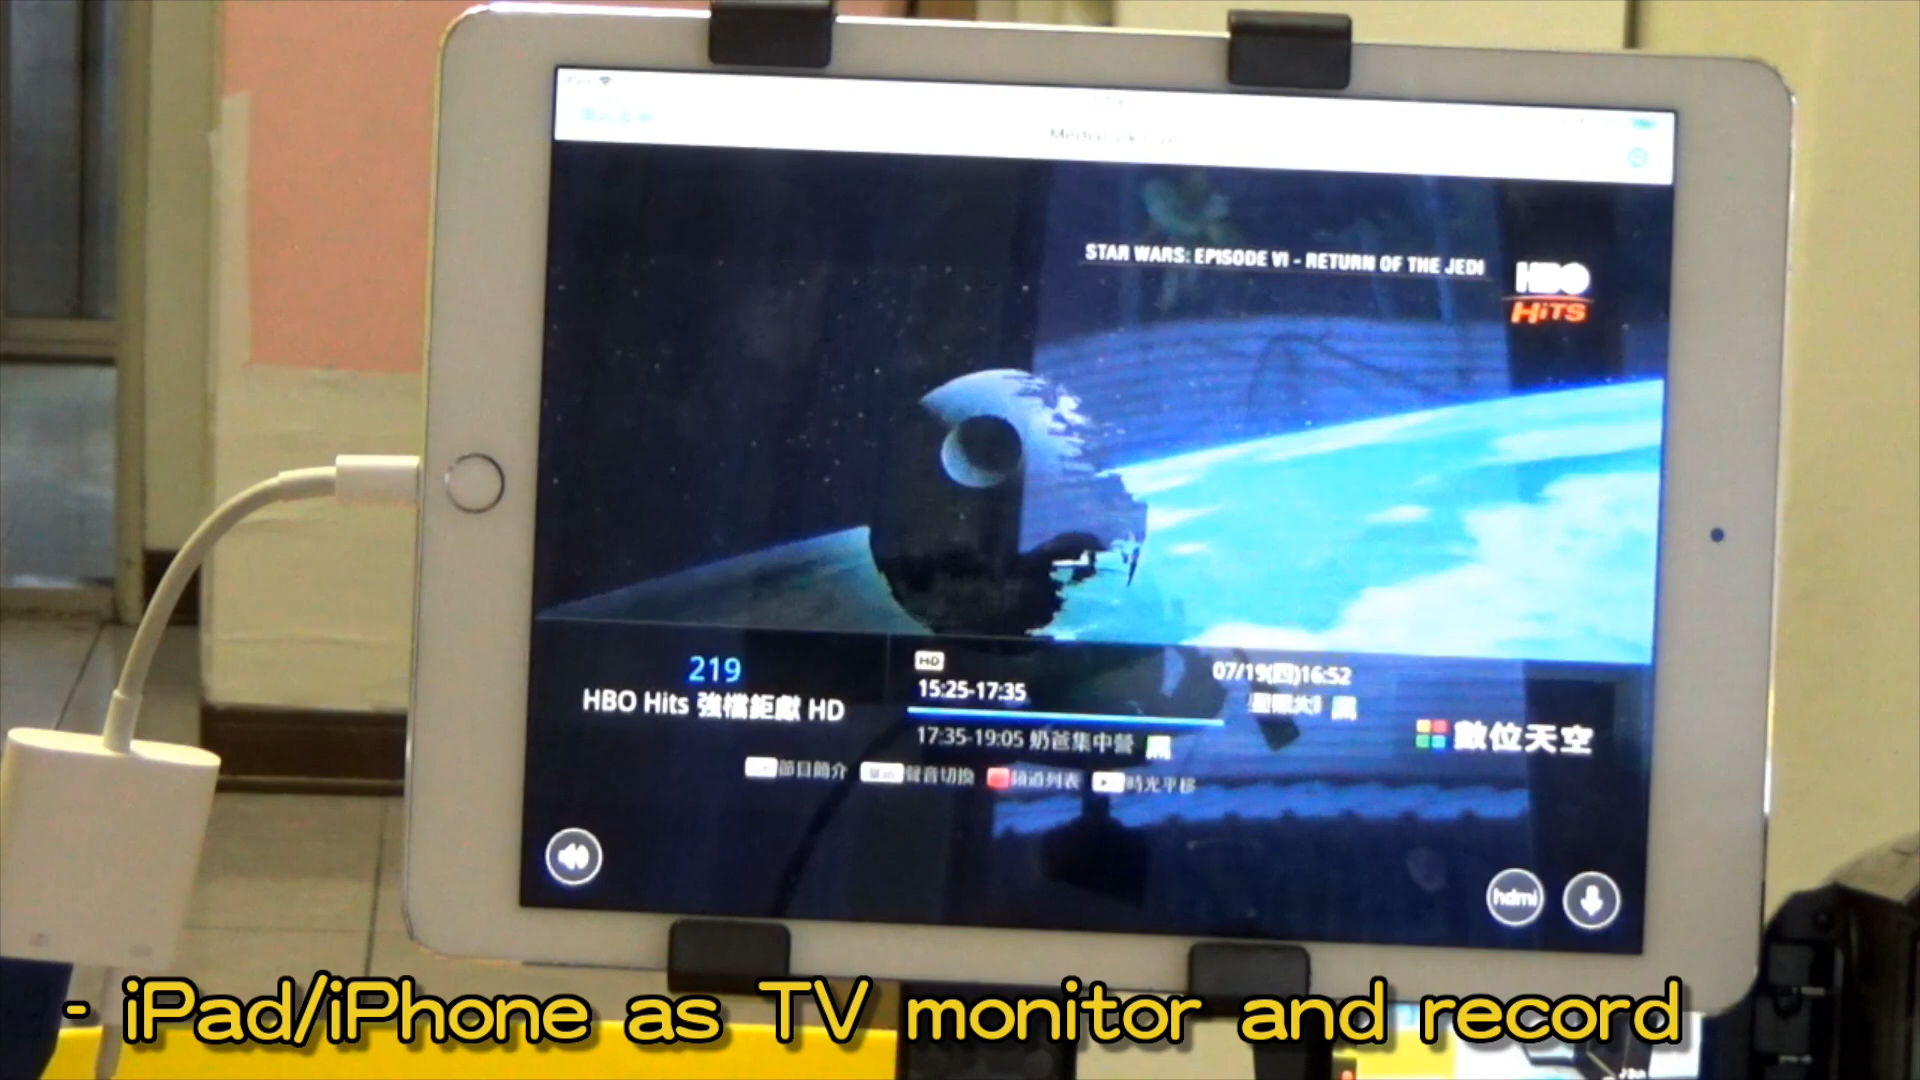 STAR WARS: EPISODE VI - RETURN OF THE JEDI
HBO
HiTS
219
HBO Hits 強檔鉅獻 HD
HD
15:25-17:35
07/19(四)16:52
17:35-19:05 奶爸集中營
數位天空
節目簡介 聲音切換 頻道列表 時光平移
hdmi
- iPad/iPhone as TV monitor and record